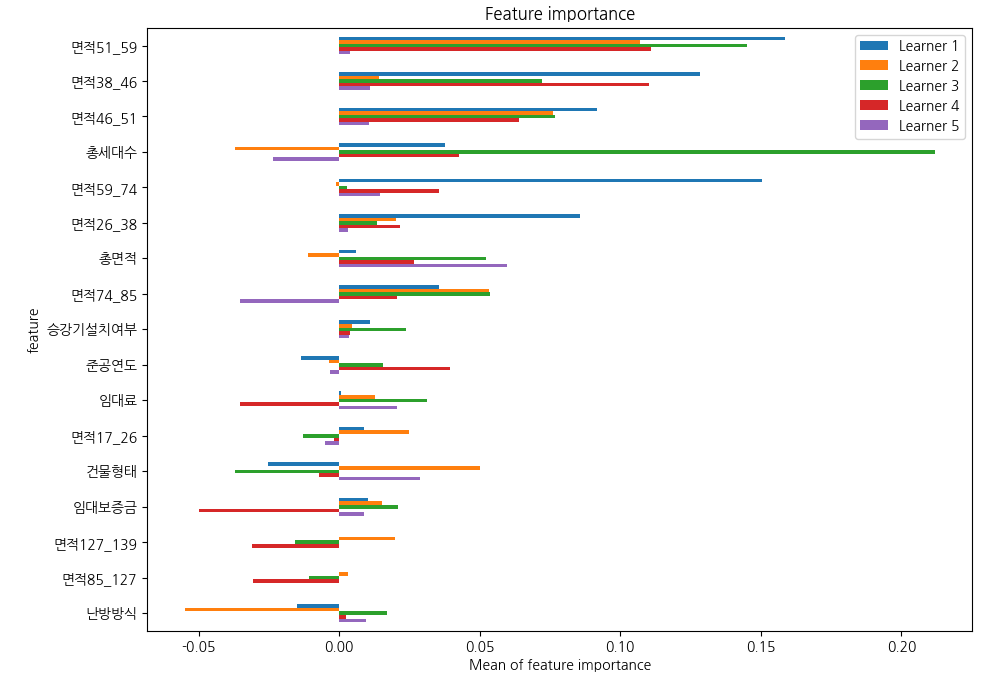 Feature importance
Learner 1
Learner 2
Learner 3
Learner 4
Learner 5
feature
면적51_59
면적38_46
면적46_51
총세대수
면적59_74
면적26_38
총면적
면적74_85
승강기설치여부
준공연도
임대료
면적17_26
건물형태
임대보증금
면적127_139
면적85_127
난방방식
-0.05 0.00 0.05 0.10 0.15 0.20
Mean of feature importance